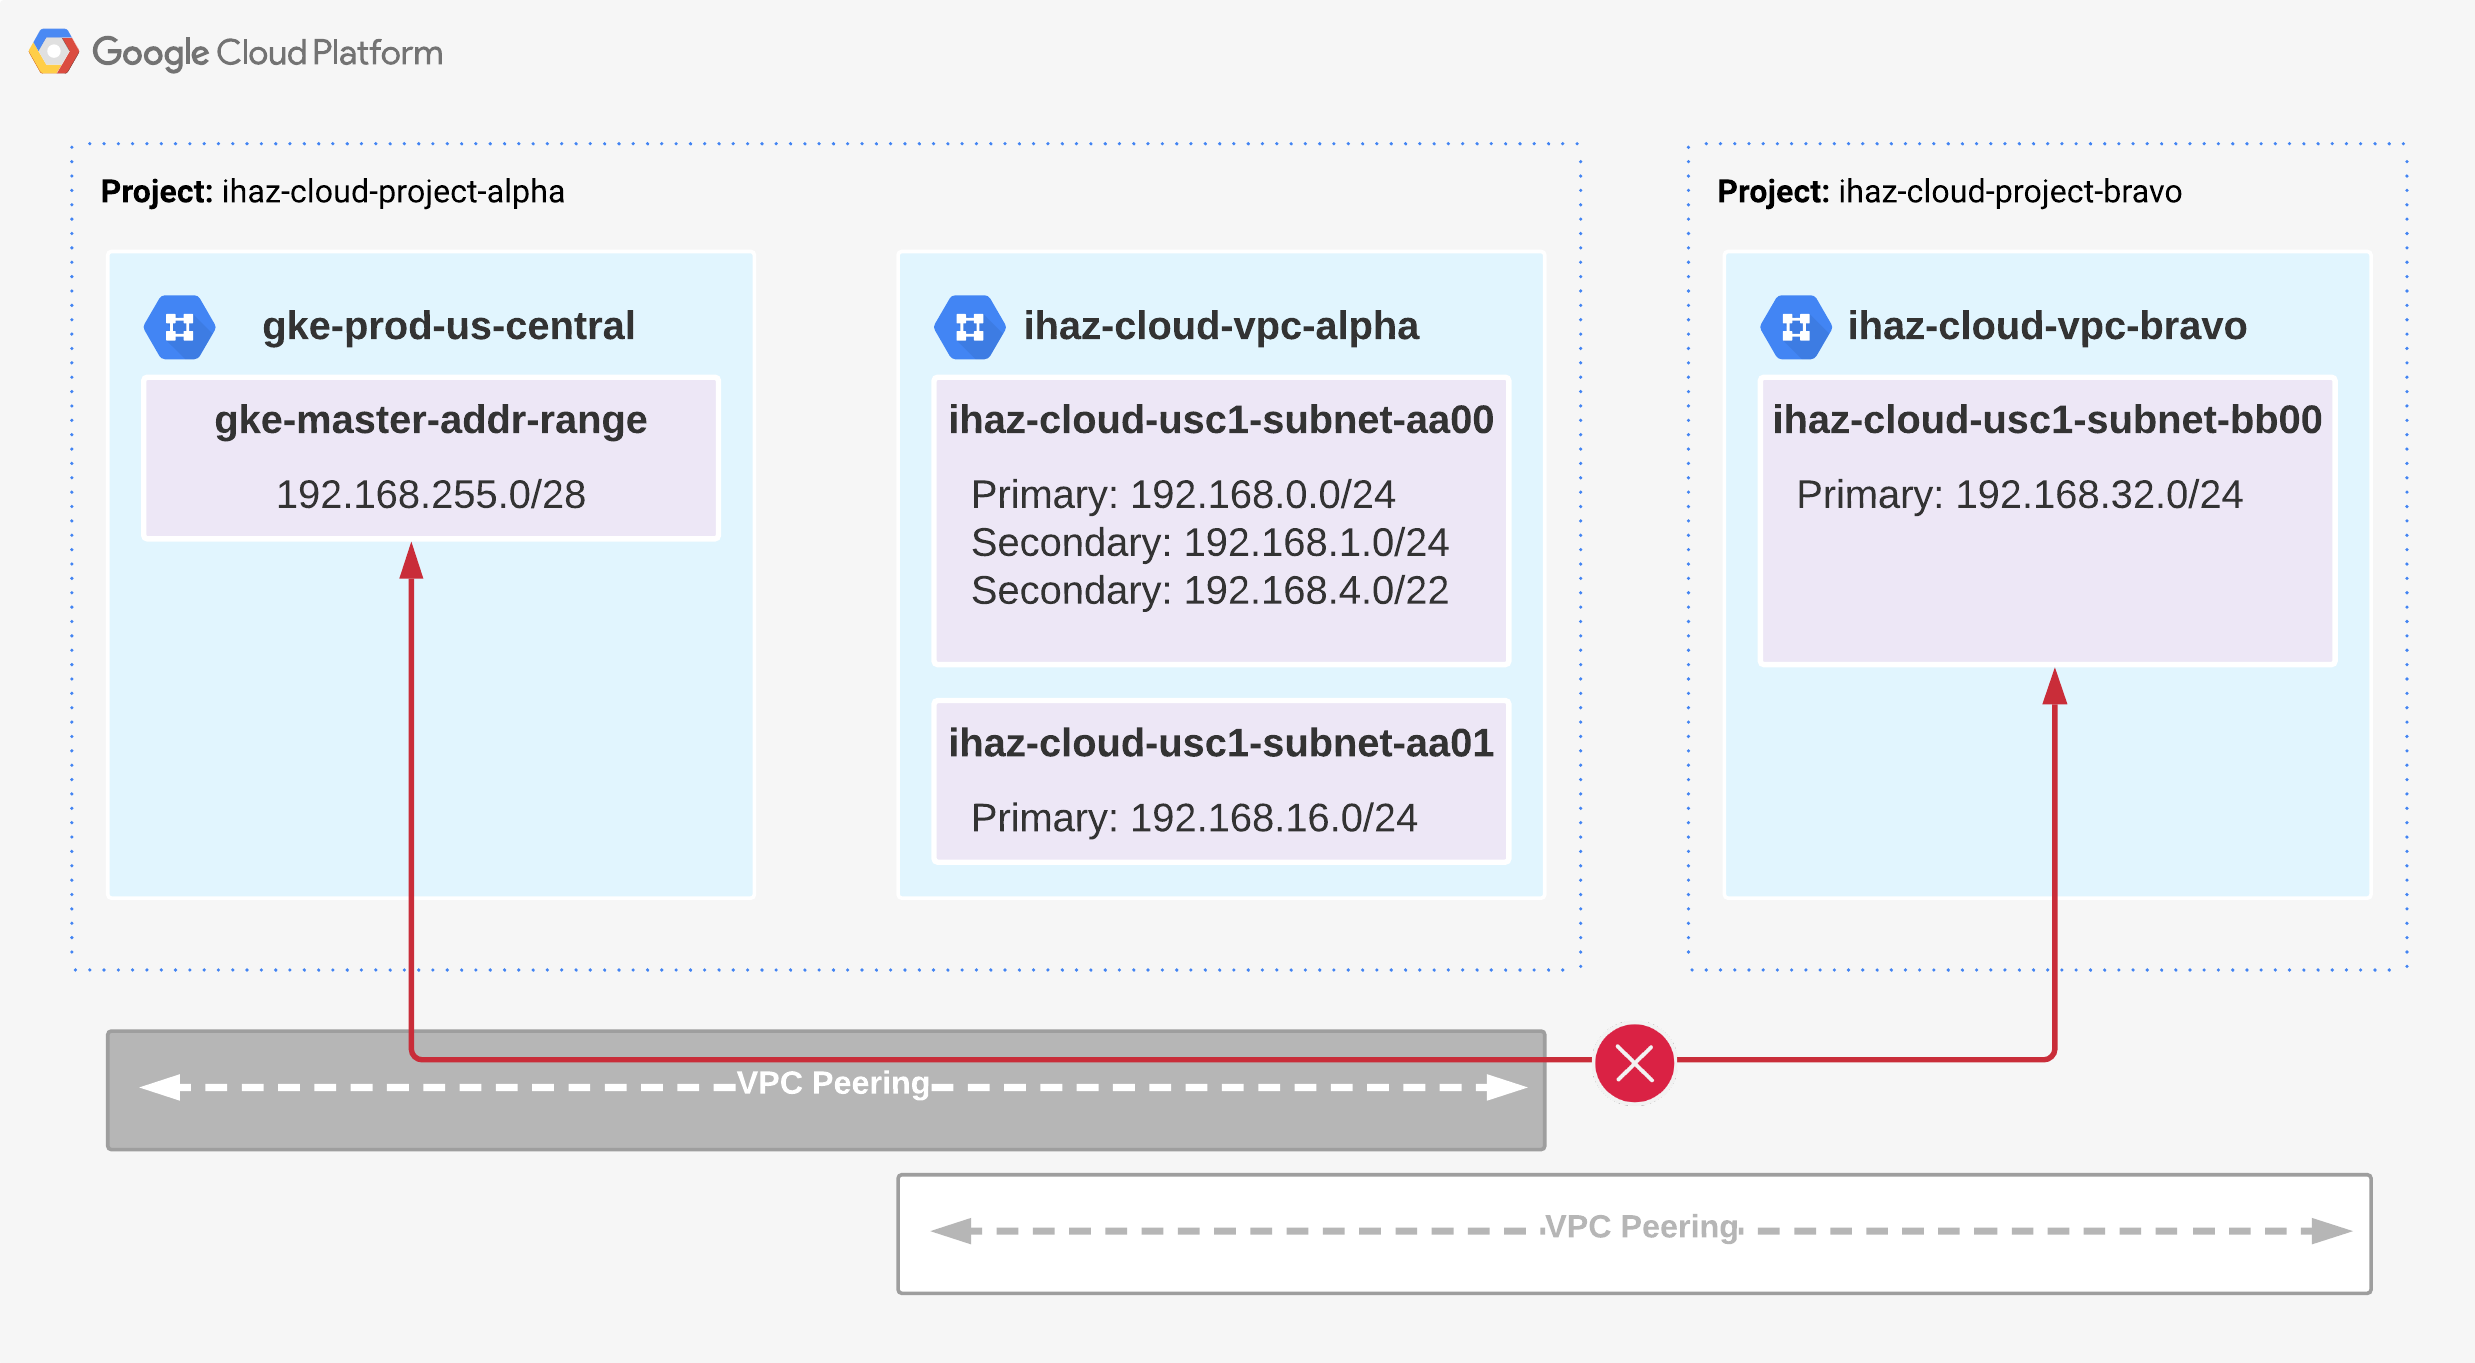 Google Cloud Platform
Project: ihaz-cloud-project-alpha
gke-prod-us-central
gke-master-addr-range
192.168.255.0/28
ihaz-cloud-vpc-alpha
ihaz-cloud-usc1-subnet-aa00
Primary: 192.168.0.0/24
Secondary: 192.168.1.0/24
Secondary: 192.168.4.0/22
ihaz-cloud-usc1-subnet-aa01
Primary: 192.168.16.0/24
Project: ihaz-cloud-project-bravo
ihaz-cloud-vpc-bravo
ihaz-cloud-usc1-subnet-bb00
Primary: 192.168.32.0/24
VPC Peering
VPC Peering